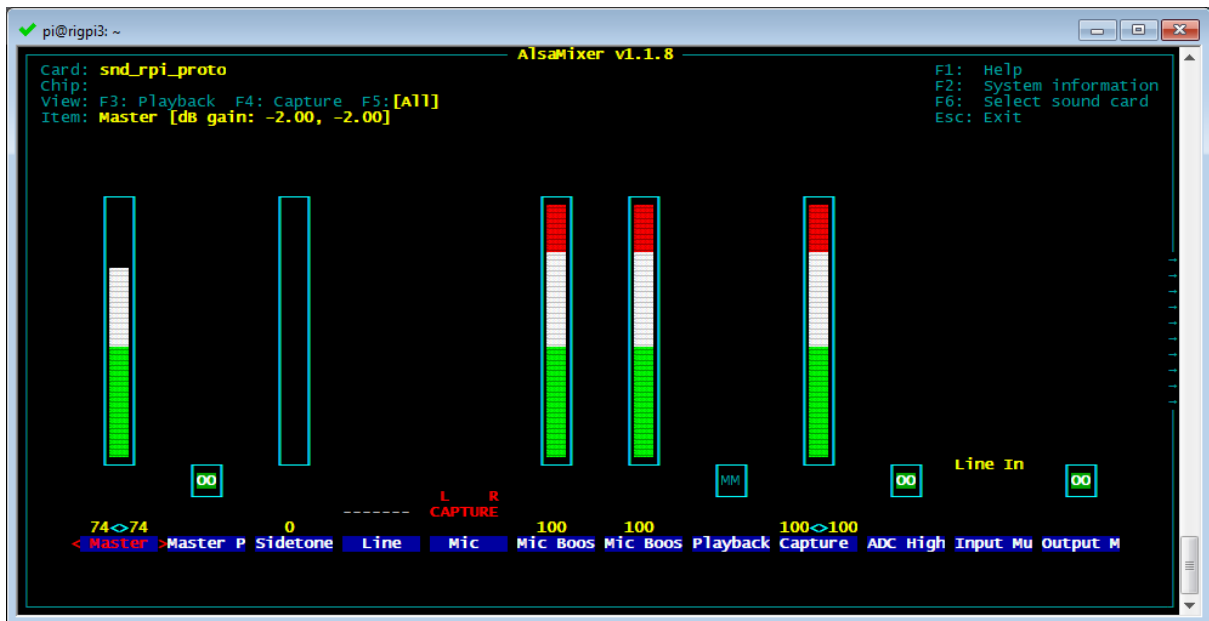 pi@rigpi3: ~
AlsaMixer v1.1.8
Card: snd_rpi_proto F1: Help
Chip: F2: System information
View: F3: Playback F4: Capture F5:[All] F6: Select sound card
Item: Master [dB gain: -2.00, -2.00] Esc: Exit
Line In
OO MM OO OO
L R
------- CAPTURE
74<>74 0 100 100 100<>100
< Master >Master P Sidetone Line Mic Mic Boos Mic Boos Playback Capture ADC High Input Mu Output M